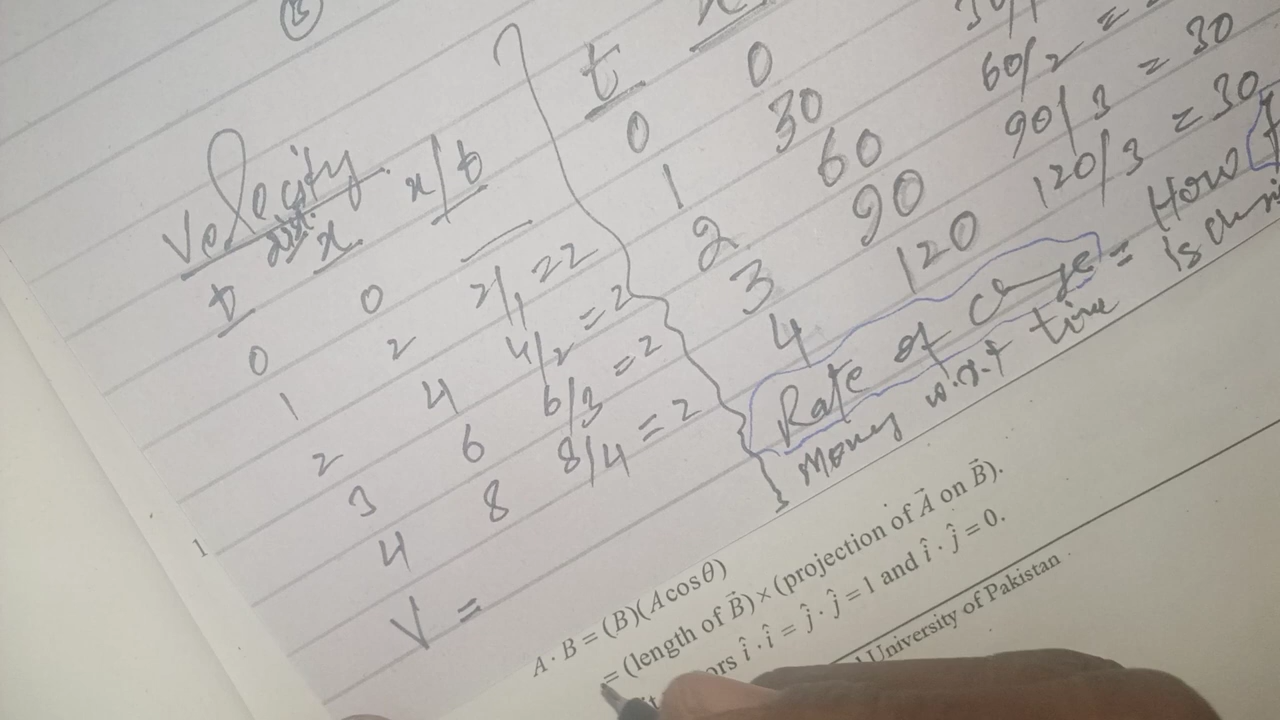 13
Velocity
dist.
t x x/t
0 0
1 2 2/1 = 2
2 4 4/2 = 2
3 6 6/3 = 2
4 8 8/4 = 2
V =
t
0 0
1 30
2 60 60/2 =
3 90 90/3 = 30
4 120 120/3 = 30
Rate of change = How
Money w.r.t time is
1
A · B = (B)(A cos θ)
= (length of B⃗) × (projection of A⃗ on B⃗).
î · î = ĵ · ĵ = 1 and î · ĵ = 0.
University of Pakistan